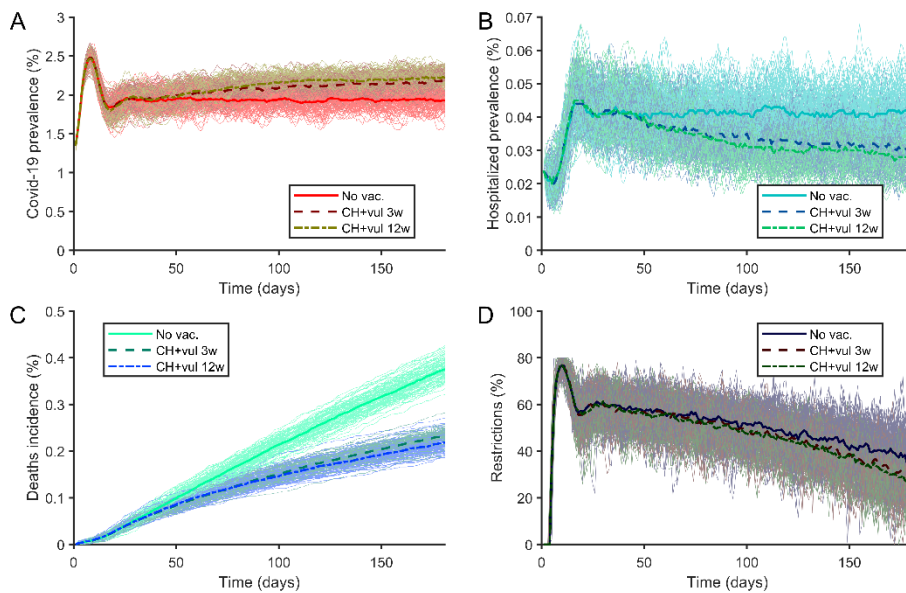 A
Covid-19 prevalence (%)
3
2.5
2
1.5
1
0.5
0
0 50 100 150
Time (days)
No vac.
CH+vul 3w
CH+vul 12w
B
Hospitalized prevalence (%)
0.07
0.06
0.05
0.04
0.03
0.02
0.01
0
0 50 100 150
Time (days)
No vac.
CH+vul 3w
CH+vul 12w
C
Deaths incidence (%)
0.5
0.4
0.3
0.2
0.1
0
0 50 100 150
Time (days)
No vac.
CH+vul 3w
CH+vul 12w
D
Restrictions (%)
100
80
60
40
20
0
0 50 100 150
Time (days)
No vac.
CH+vul 3w
CH+vul 12w